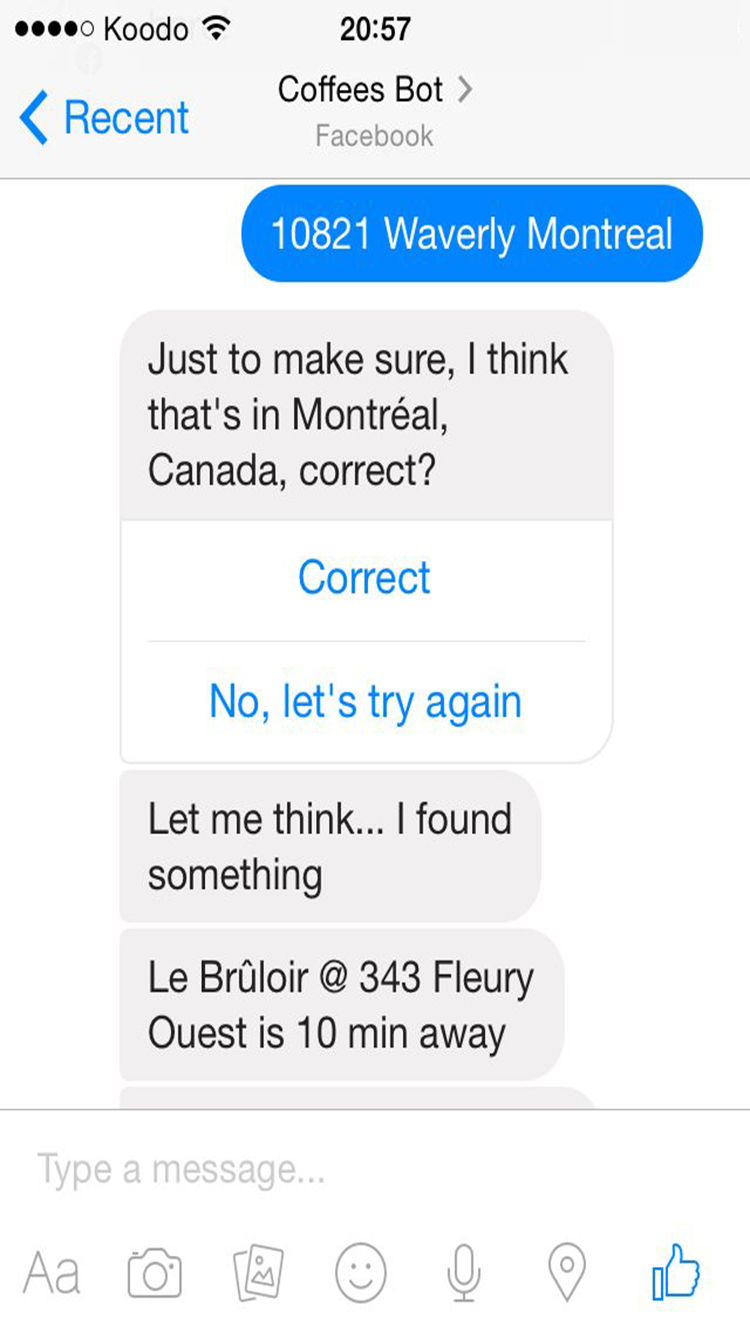 Koodo 20:57
Recent
Coffees Bot
Facebook
10821 Waverly Montreal
Just to make sure, I think
that's in Montréal,
Canada, correct?
Correct
No, let's try again
Let me think... I found
something
Le Brûloir @ 343 Fleury
Ouest is 10 min away
Type a message...
Aa